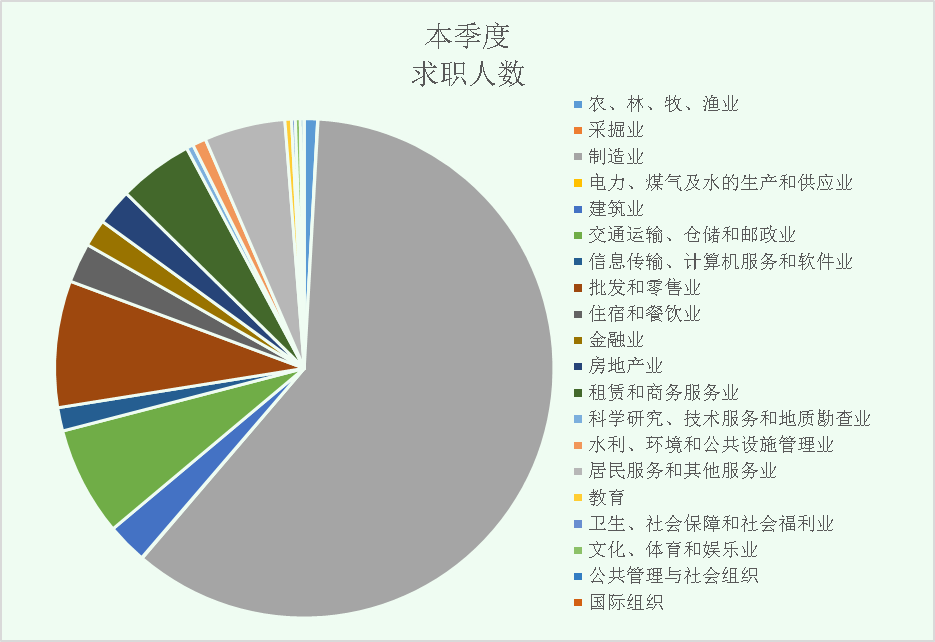 本季度
求职人数
农、林、牧、渔业
采掘业
制造业
电力、煤气及水的生产和供应业
建筑业
交通运输、仓储和邮政业
信息传输、计算机服务和软件业
批发和零售业
住宿和餐饮业
金融业
房地产业
租赁和商务服务业
科学研究、技术服务和地质勘查业
水利、环境和公共设施管理业
居民服务和其他服务业
教育
卫生、社会保障和社会福利业
文化、体育和娱乐业
公共管理与社会组织
国际组织